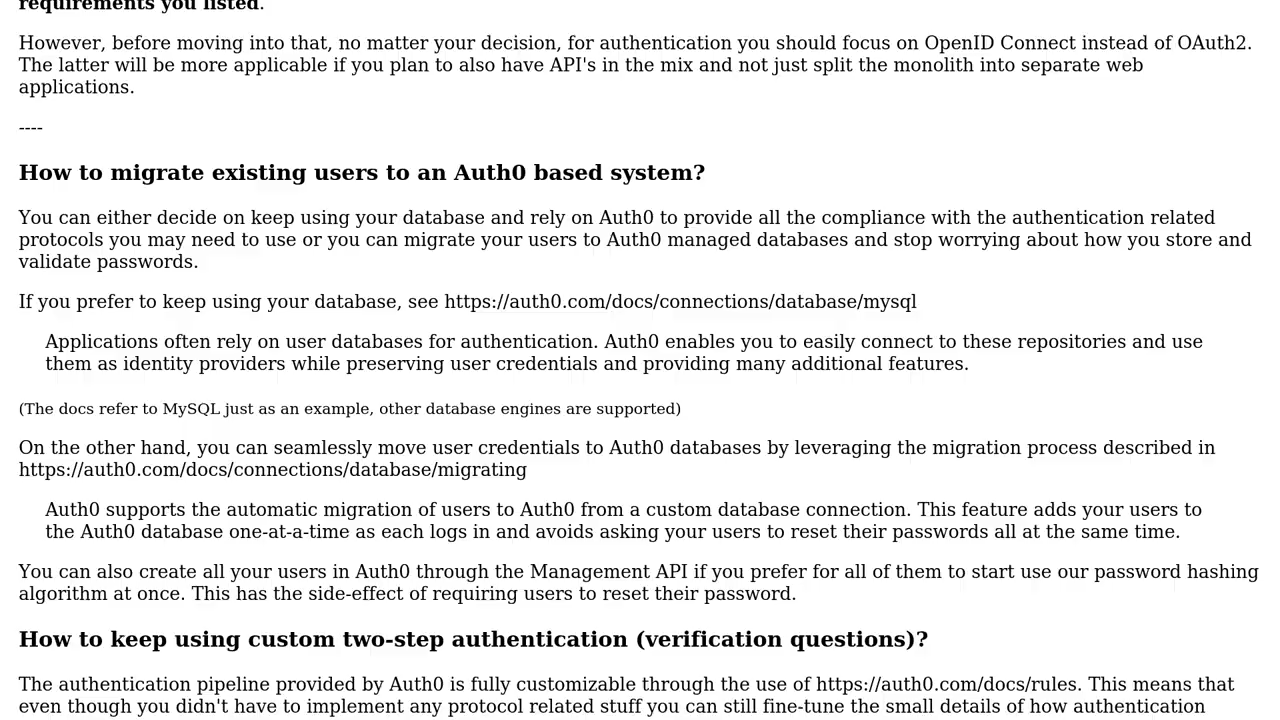 requirements you listed.
However, before moving into that, no matter your decision, for authentication you should focus on OpenID Connect instead of OAuth2.
The latter will be more applicable if you plan to also have API's in the mix and not just split the monolith into separate web
applications.
----
How to migrate existing users to an Auth0 based system?
You can either decide on keep using your database and rely on Auth0 to provide all the compliance with the authentication related
protocols you may need to use or you can migrate your users to Auth0 managed databases and stop worrying about how you store and
validate passwords.
If you prefer to keep using your database, see https://auth0.com/docs/connections/database/mysql
Applications often rely on user databases for authentication. Auth0 enables you to easily connect to these repositories and use
them as identity providers while preserving user credentials and providing many additional features.
(The docs refer to MySQL just as an example, other database engines are supported)
On the other hand, you can seamlessly move user credentials to Auth0 databases by leveraging the migration process described in
https://auth0.com/docs/connections/database/migrating
Auth0 supports the automatic migration of users to Auth0 from a custom database connection. This feature adds your users to
the Auth0 database one-at-a-time as each logs in and avoids asking your users to reset their passwords all at the same time.
You can also create all your users in Auth0 through the Management API if you prefer for all of them to start use our password hashing
algorithm at once. This has the side-effect of requiring users to reset their password.
How to keep using custom two-step authentication (verification questions)?
The authentication pipeline provided by Auth0 is fully customizable through the use of https://auth0.com/docs/rules. This means that
even though you didn't have to implement any protocol related stuff you can still fine-tune the small details of how authentication